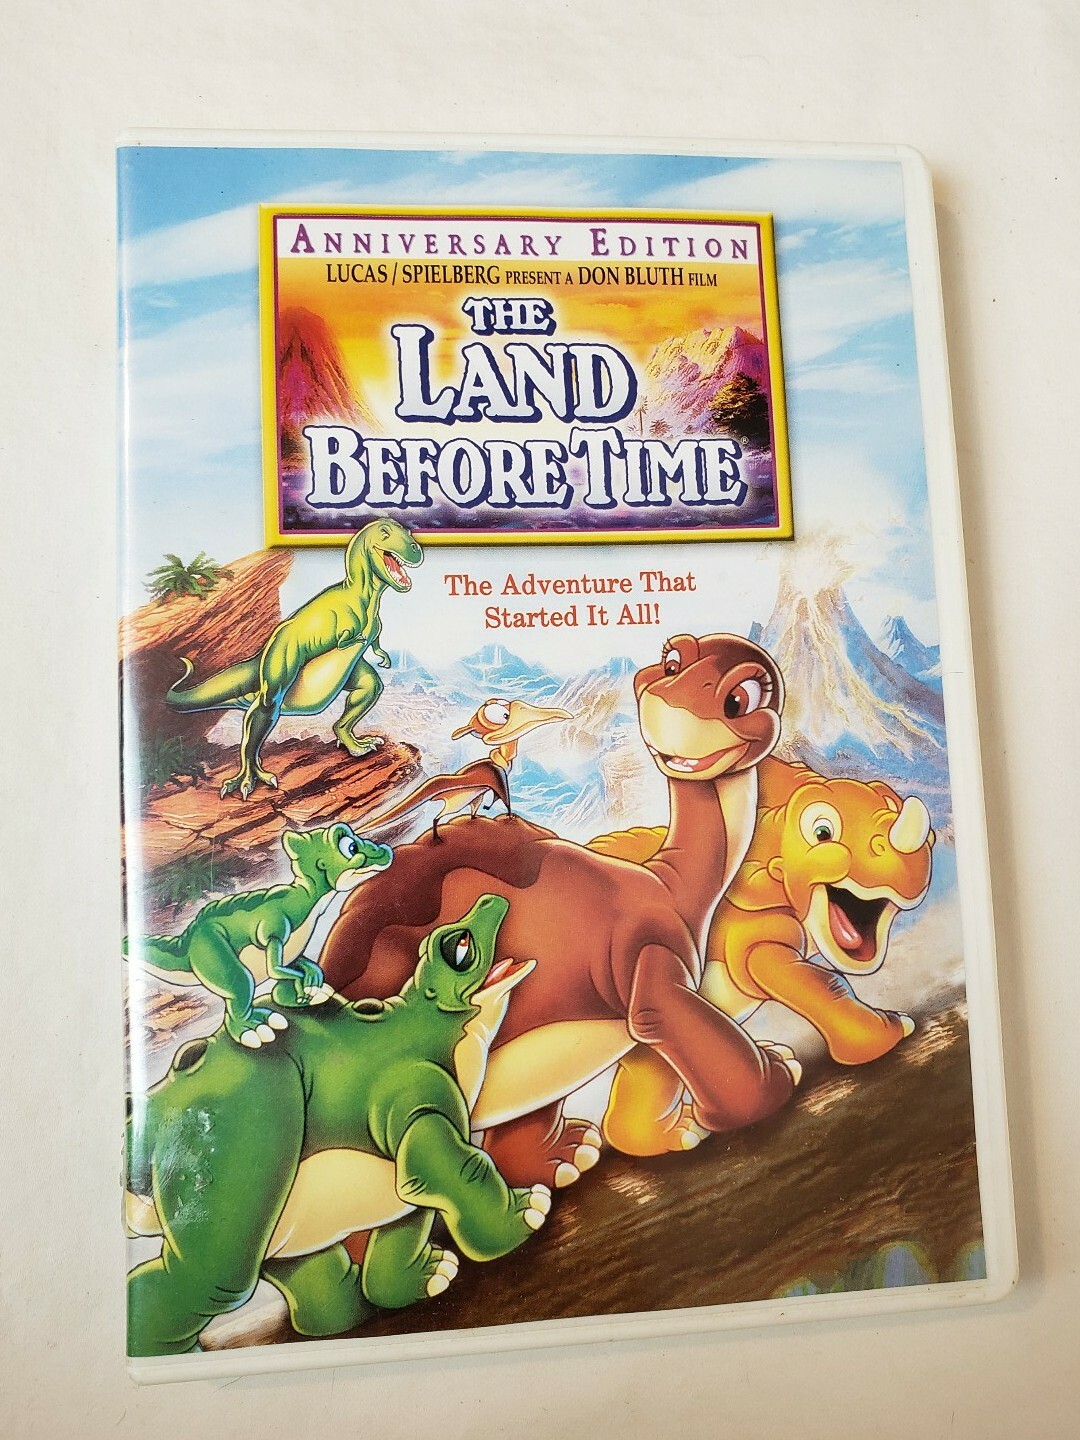 ANNIVERSARY EDITION
LUCAS / SPIELBERG PRESENT A DON BLUTH FILM
THE
LAND
BEFORE TIME®
The Adventure That
Started It All!